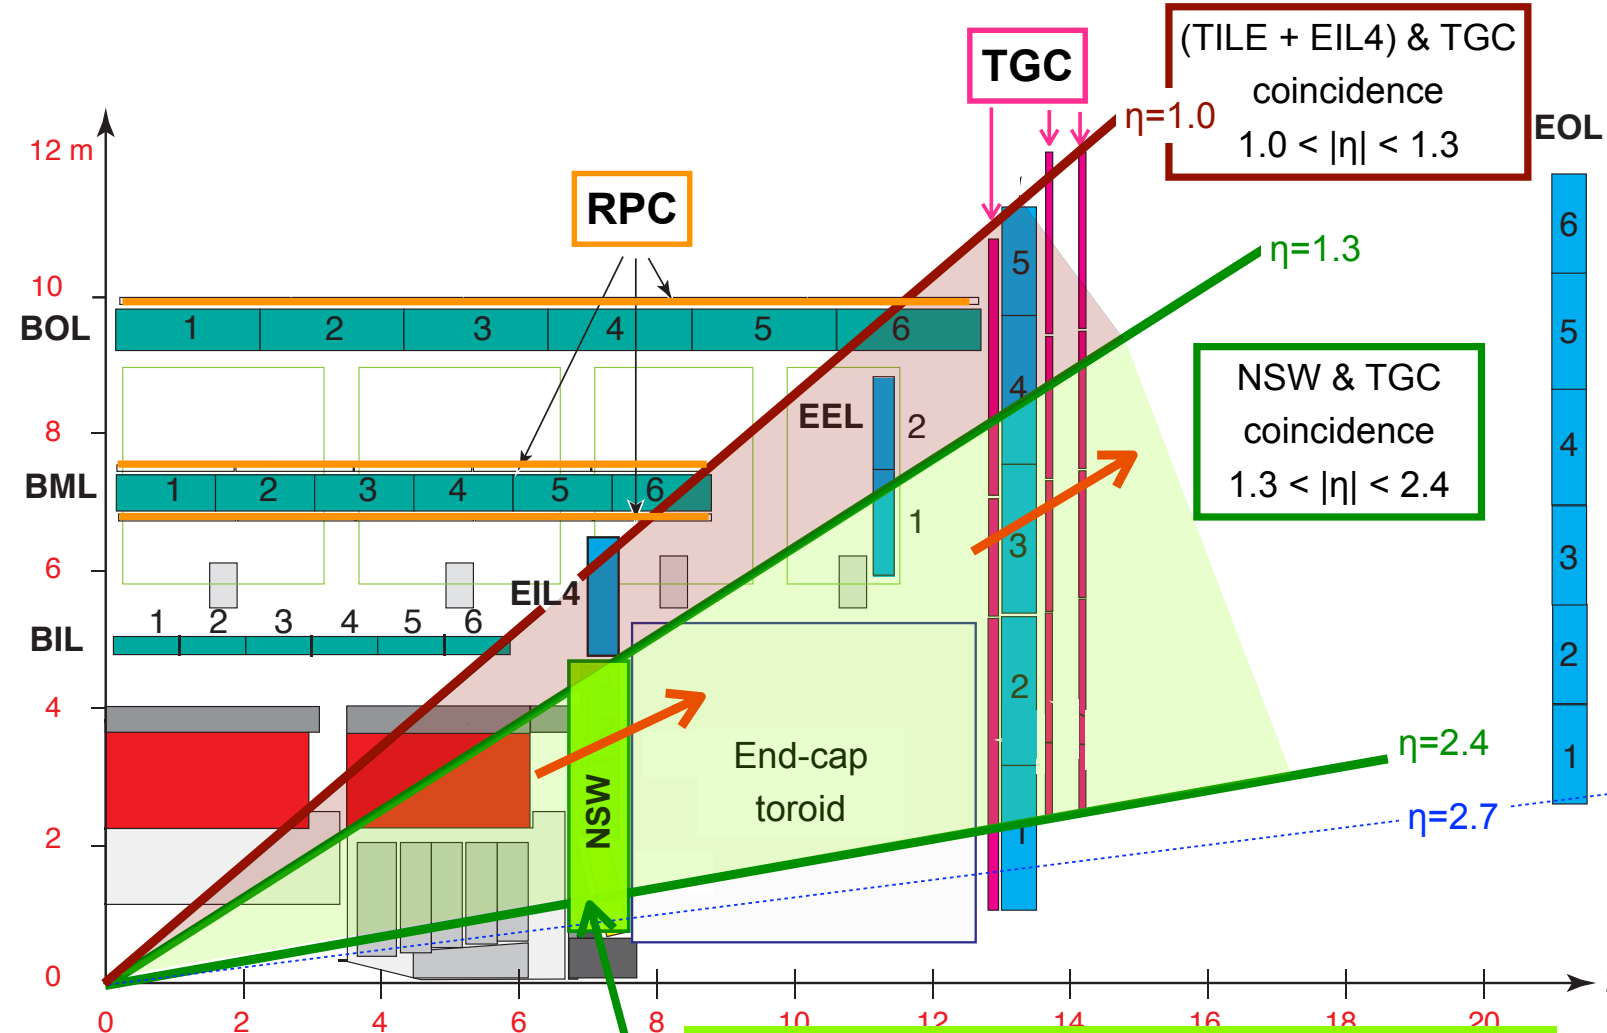 (TILE + EIL4) & TGC
coincidence
1.0 < |η| < 1.3
TGC
η=1.0
EOL
12 m
RPC
6
5
η=1.3
10
BOL
1 2 3 4 5 6
5
NSW & TGC
coincidence
1.3 < |η| < 2.4
4
EEL
2
8
4
BML
1 2 3 4 5 6
1
3
3
6
EIL4
1 2 3 4 5 6
BIL
2
2
4
η=2.4
End-cap
toroid
1
NSW
η=2.7
2
1
0
0 2 4 6 8 10 12 14 16 18 20